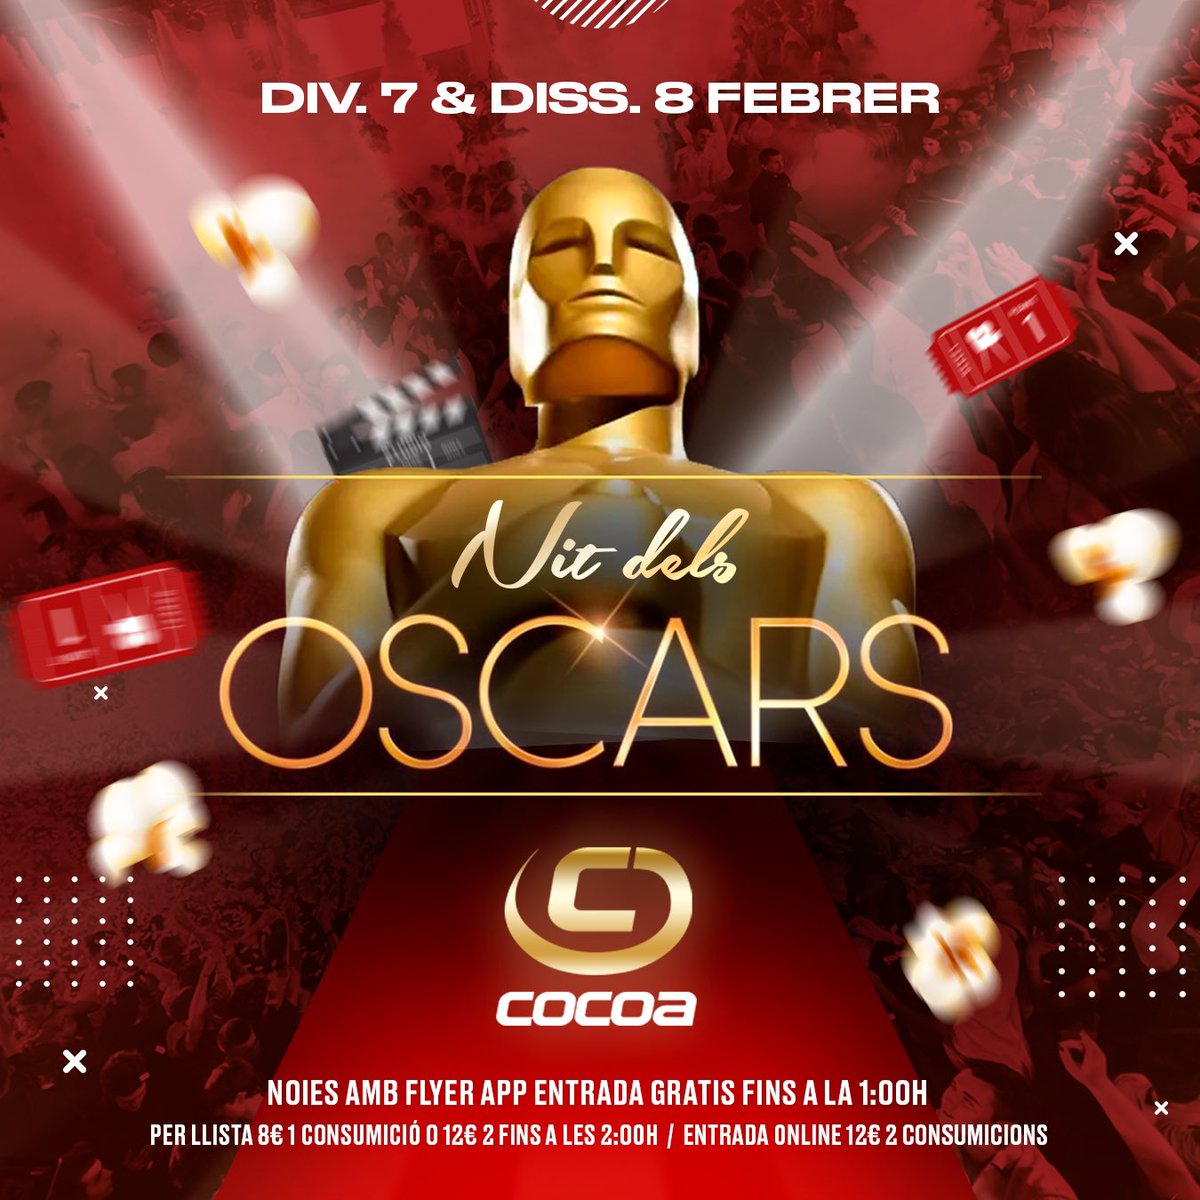 DIV. 7 & DISS. 8 FEBRER
Nit dels
OSCARS
COCOA
NOIES AMB FLYER APP ENTRADA GRATIS FINS A LA 1:00H
PER LLISTA 8€ 1 CONSUMICIÓ O 12€ 2 FINS A LES 2:00H / ENTRADA ONLINE 12€ 2 CONSUMICIONS